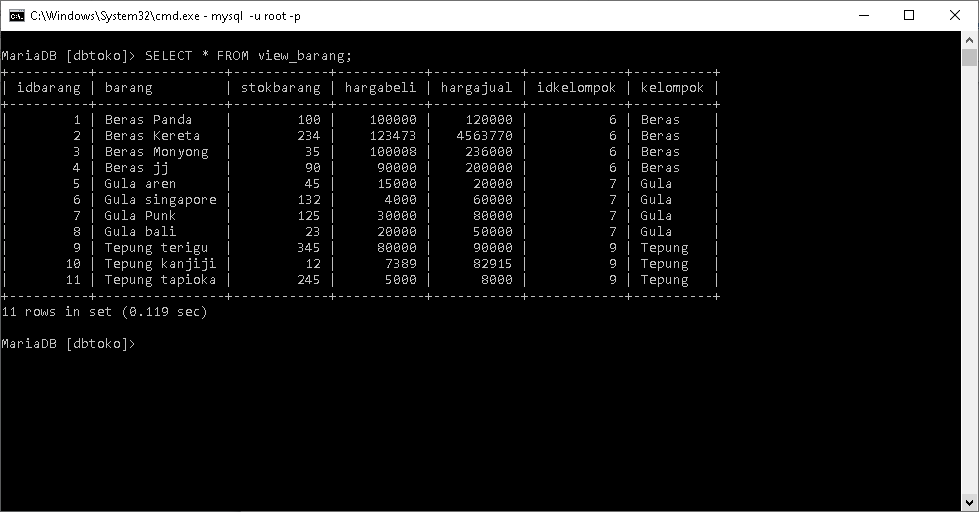 C:\Windows\System32\cmd.exe - mysql  -u root -p
MariaDB [dbtoko]> SELECT * FROM view_barang;
+----------+-----------------+------------+-----------+-----------+------------+----------+
| idbarang | barang          | stokbarang | hargabeli | hargajual | idkelompok | kelompok |
+----------+-----------------+------------+-----------+-----------+------------+----------+
|        1 | Beras Panda     |        100 |    100000 |    120000 |          6 | Beras    |
|        2 | Beras Kereta    |        234 |    123473 |   4563770 |          6 | Beras    |
|        3 | Beras Monyong   |         35 |    100008 |    236000 |          6 | Beras    |
|        4 | Beras jj        |         90 |     90000 |    200000 |          6 | Beras    |
|        5 | Gula aren       |         45 |     15000 |     20000 |          7 | Gula     |
|        6 | Gula singapore  |        132 |      4000 |     60000 |          7 | Gula     |
|        7 | Gula Punk       |        125 |     30000 |     80000 |          7 | Gula     |
|        8 | Gula bali       |         23 |     20000 |     50000 |          7 | Gula     |
|        9 | Tepung terigu   |        345 |     80000 |     90000 |          9 | Tepung   |
|       10 | Tepung kanjiji  |         12 |      7389 |     82915 |          9 | Tepung   |
|       11 | Tepung tapioka  |        245 |      5000 |      8000 |          9 | Tepung   |
+----------+-----------------+------------+-----------+-----------+------------+----------+
11 rows in set (0.119 sec)
MariaDB [dbtoko]>